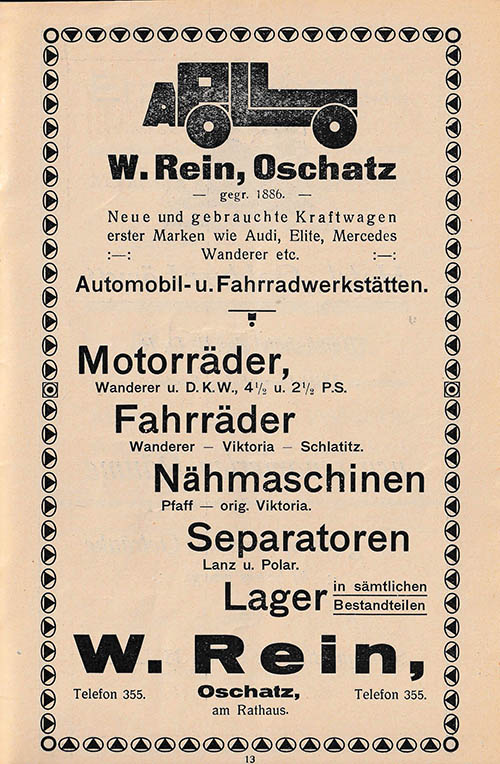 W. Rein, Oschatz
— gegr. 1886. —
Neue und gebrauchte Kraftwagen
erster Marken wie Audi, Elite, Mercedes
:—: Wanderer etc. :—:
Automobil- u. Fahrradwerkstätten.
Motorräder,
Wanderer u. D.K.W., 4½ u. 2½ P.S.
Fahrräder
Wanderer — Viktoria — Schlatitz.
Nähmaschinen
Pfaff — orig. Viktoria.
Separatoren
Lanz u. Polar.
Lager in sämtlichen
Bestandteilen
W. Rein,
Telefon 355. Oschatz, Telefon 355.
am Rathaus.
13